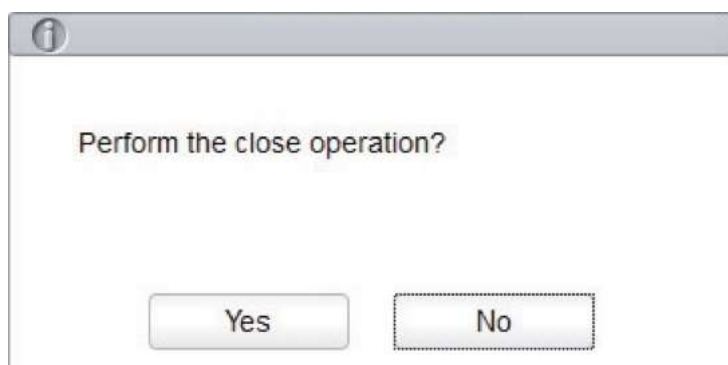 Perform the close operation?
Yes No